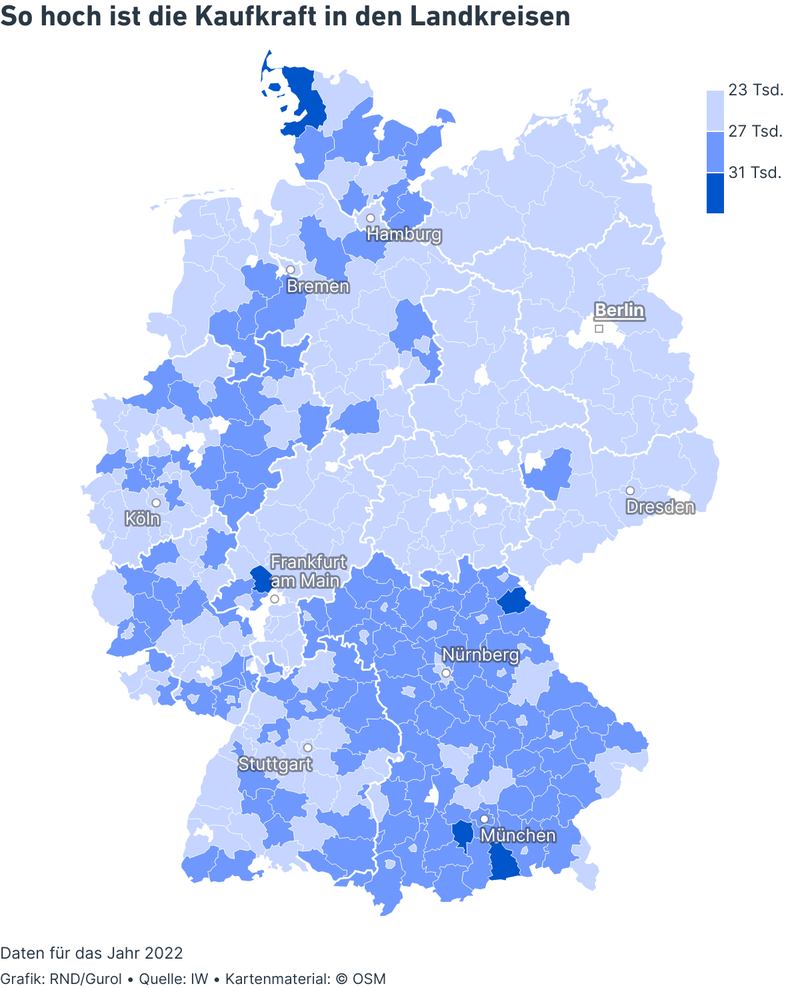 So hoch ist die Kaufkraft in den Landkreisen
23 Tsd.
27 Tsd.
31 Tsd.
Hamburg
Bremen
Berlin
Dresden
Köln
Frankfurt
am Main
Nürnberg
Stuttgart
München
Daten für das Jahr 2022
Grafik: RND/Gurol • Quelle: IW • Kartenmaterial: © OSM